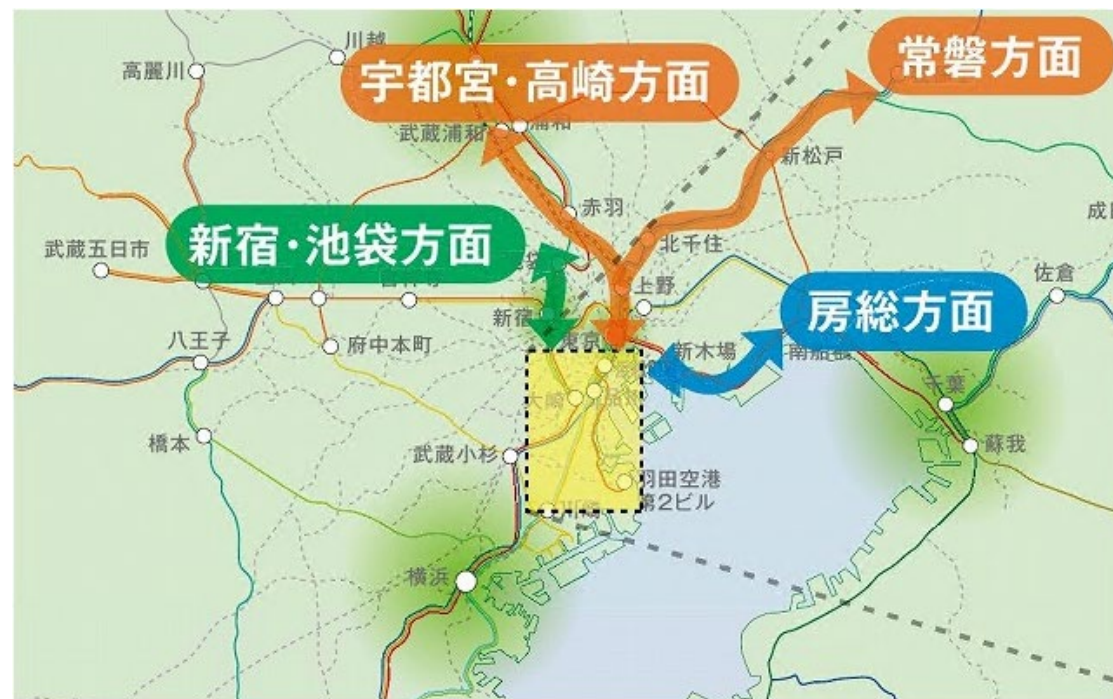 川越
高麗川
宇都宮・高崎方面
常磐方面
武蔵浦和
浦和
新松戸
赤羽
成
武蔵五日市
新宿・池袋方面
北千住
佐倉
上野
房総方面
新宿
八王子
府中本町
東京
新木場
南船橋
千葉
大崎
橋本
武蔵小杉
蘇我
羽田空港
第2ビル
川崎
横浜